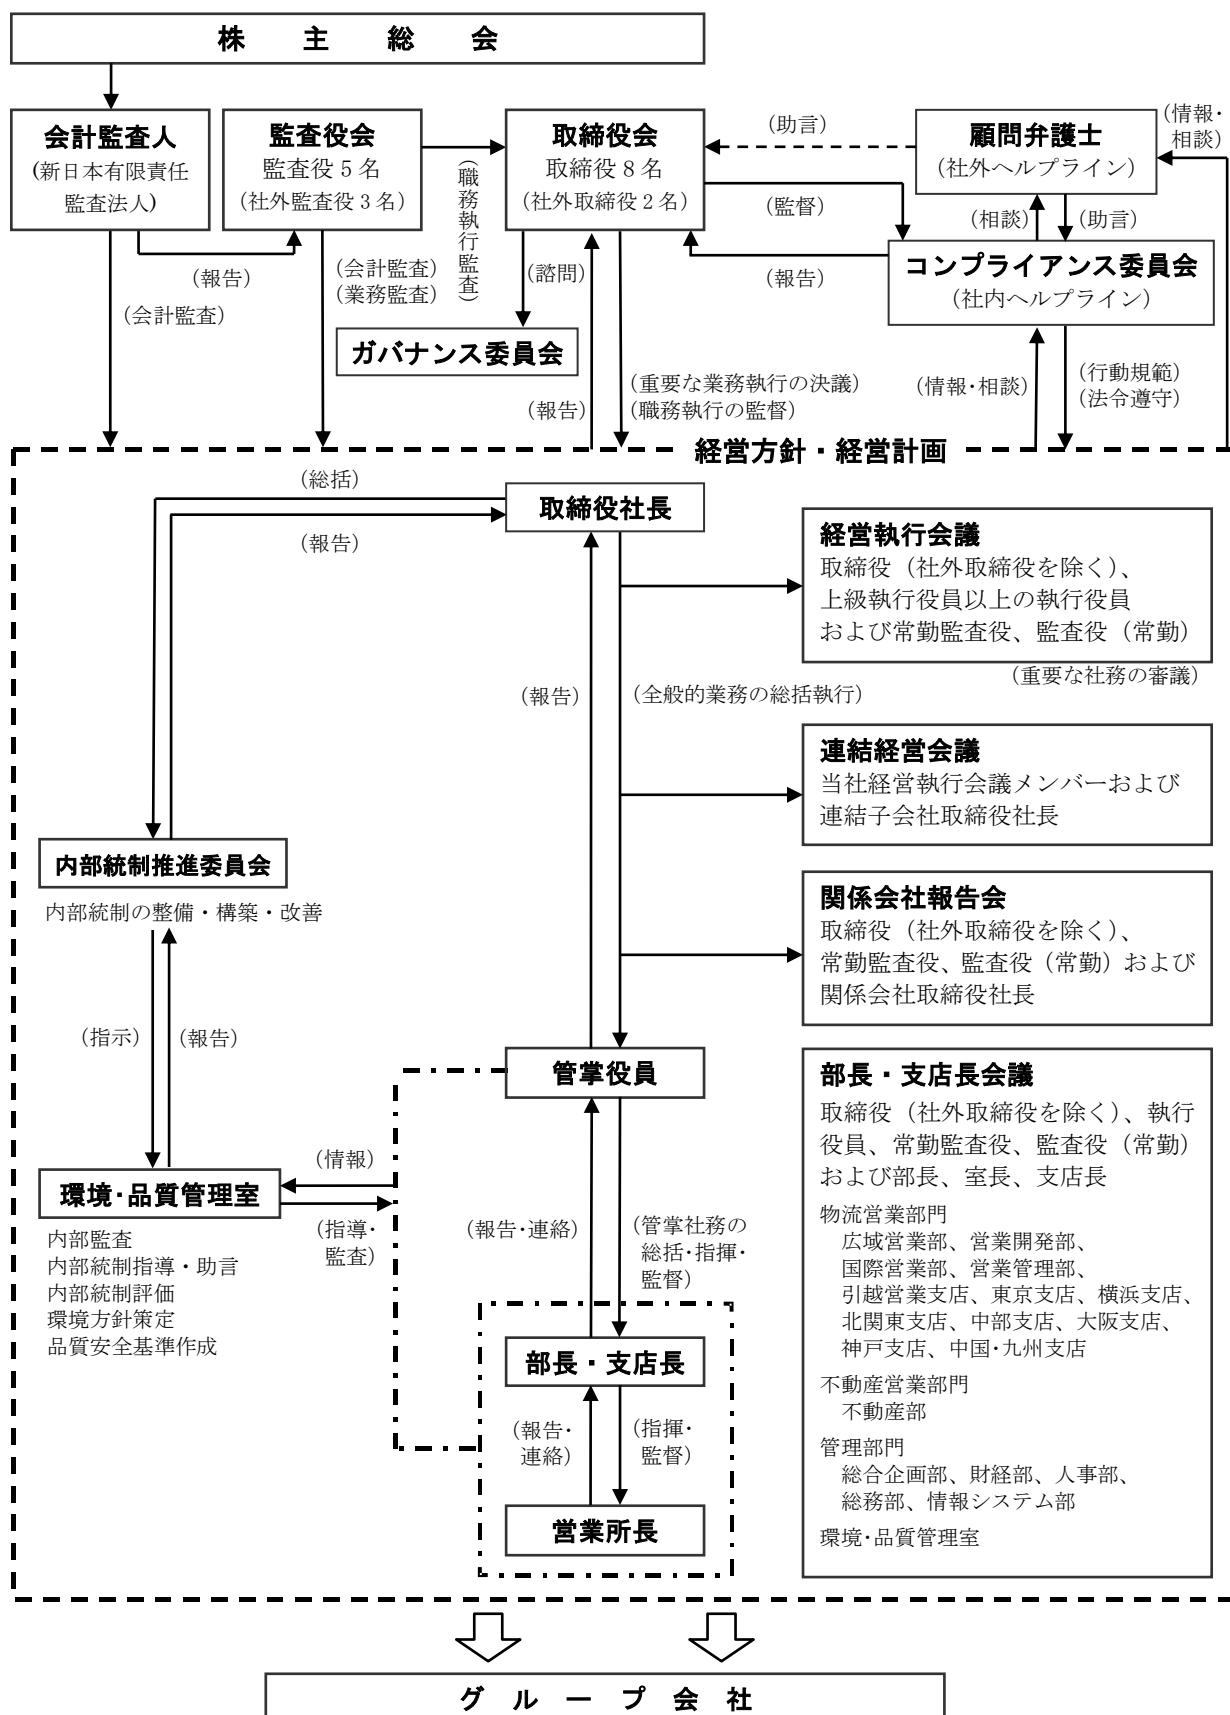 株主総会
会計監査人
(新日本有限責任
監査法人)
監査役会
監査役5名
(社外監査役3名)
(職務執行監査)
取締役会
取締役8名
(社外取締役2名)
(助言)
顧問弁護士
(社外ヘルプライン)
(情報・
相談)
(監督)
(相談)
(助言)
(報告)
コンプライアンス委員会
(社内ヘルプライン)
(報告)
(会計監査)
(会計監査)
(業務監査)
(諮問)
ガバナンス委員会
(報告)
(重要な業務執行の決議)
(職務執行の監督)
(情報・相談)
(行動規範)
(法令遵守)
経営方針・経営計画
(総括)
(報告)
取締役社長
経営執行会議
取締役(社外取締役を除く)、
上級執行役員以上の執行役員
および常勤監査役、監査役(常勤)
(重要な社務の審議)
(報告)
(全般的業務の総括執行)
連結経営会議
当社経営執行会議メンバーおよび
連結子会社取締役社長
内部統制推進委員会
内部統制の整備・構築・改善
関係会社報告会
取締役(社外取締役を除く)、
常勤監査役、監査役(常勤)および
関係会社取締役社長
(指示)
(報告)
管掌役員
環境・品質管理室
内部監査
内部統制指導・助言
内部統制評価
環境方針策定
品質安全基準作成
(情報)
(指導・
監査)
(報告・連絡)
(管掌社務の
総括・指揮・
監督)
部長・支店長
(報告・
連絡)
(指揮・
監督)
営業所長
部長・支店長会議
取締役(社外取締役を除く)、執行
役員、常勤監査役、監査役(常勤)
および部長、室長、支店長
物流営業部門
広域営業部、営業開発部、
国際営業部、営業管理部、
引越営業支店、東京支店、横浜支店、
北関東支店、中部支店、大阪支店、
神戸支店、中国・九州支店
不動産営業部門
不動産部
管理部門
総合企画部、財経部、人事部、
総務部、情報システム部
環境・品質管理室
グループ会社